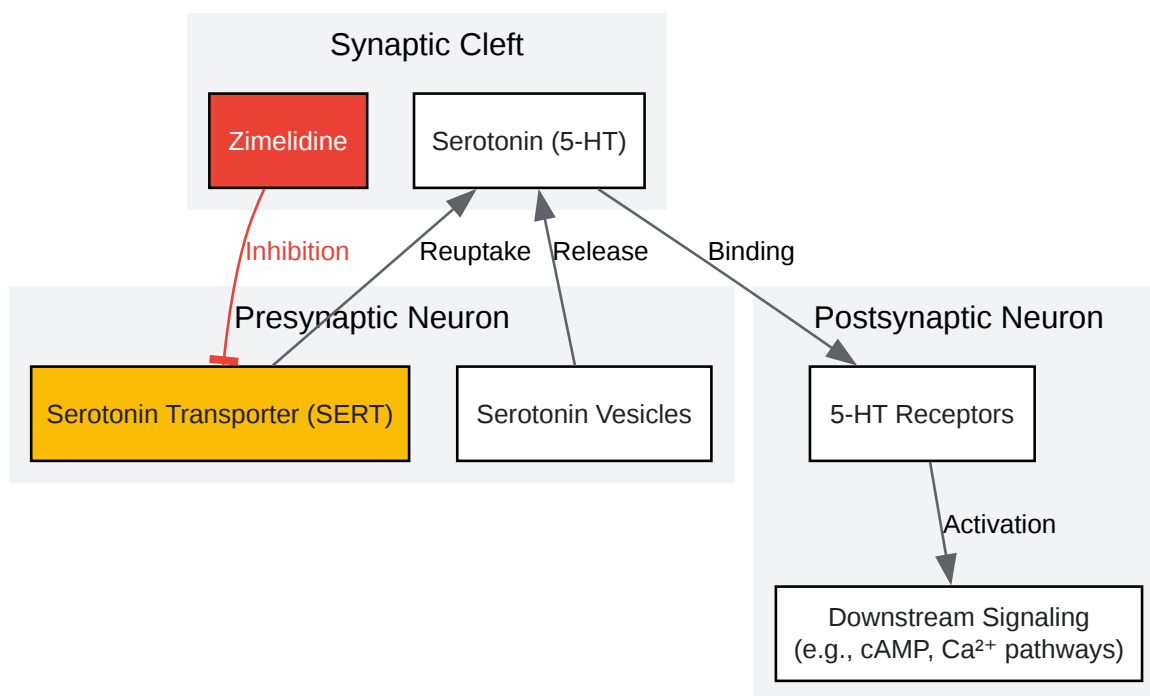 Synaptic Cleft
Zimelidine
Serotonin (5-HT)
Inhibition
Reuptake
Release
Binding
Presynaptic Neuron
Postsynaptic Neuron
Serotonin Transporter (SERT)
Serotonin Vesicles
5-HT Receptors
Activation
Downstream Signaling
(e.g., cAMP, Ca²⁺ pathways)